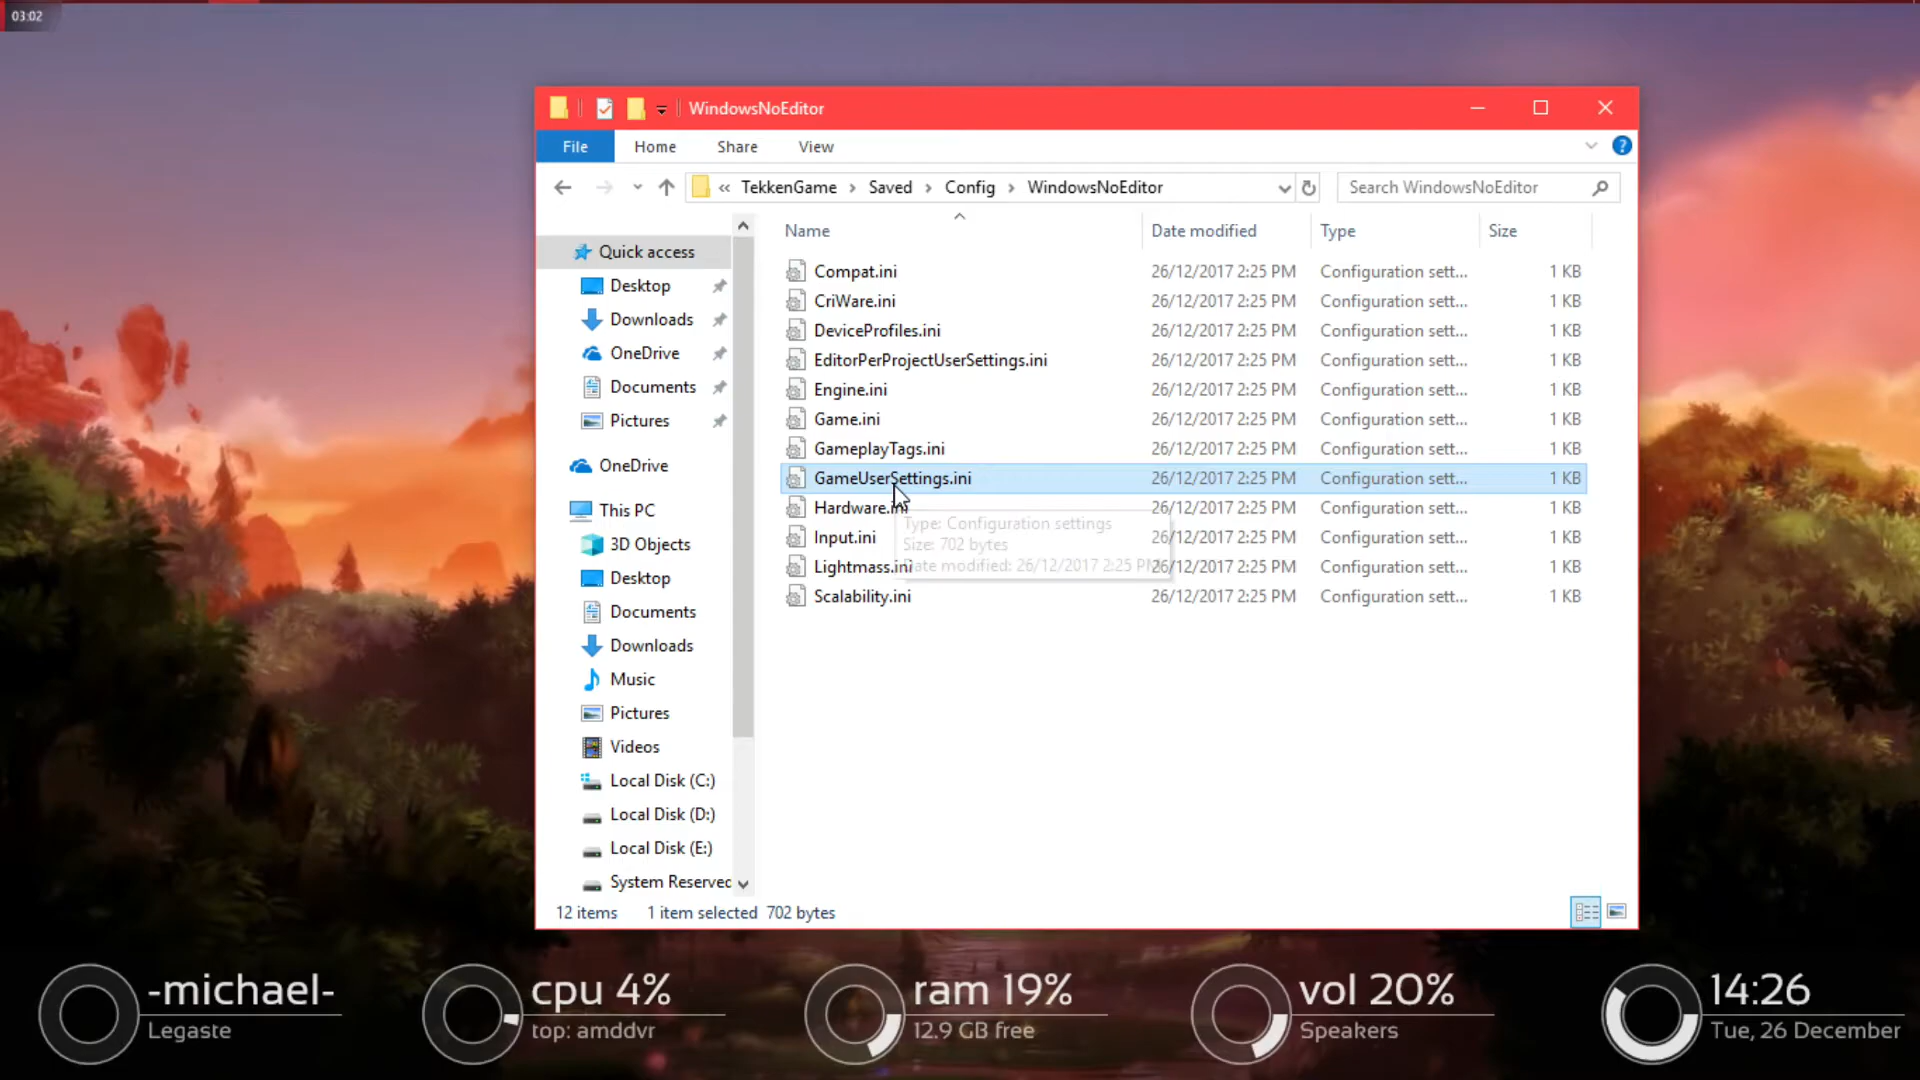 03:02
WindowsNoEditor
File Home Share View
« TekkenGame > Saved > Config > WindowsNoEditor
Search WindowsNoEditor
Name Date modified Type Size
Quick access
Desktop
Downloads
OneDrive
Documents
Pictures
OneDrive
This PC
3D Objects
Desktop
Documents
Downloads
Music
Pictures
Videos
Local Disk (C:)
Local Disk (D:)
Local Disk (E:)
System Reserved
Compat.ini 26/12/2017 2:25 PM Configuration sett... 1 KB
CriWare.ini 26/12/2017 2:25 PM Configuration sett... 1 KB
DeviceProfiles.ini 26/12/2017 2:25 PM Configuration sett... 1 KB
EditorPerProjectUserSettings.ini 26/12/2017 2:25 PM Configuration sett... 1 KB
Engine.ini 26/12/2017 2:25 PM Configuration sett... 1 KB
Game.ini 26/12/2017 2:25 PM Configuration sett... 1 KB
GameplayTags.ini 26/12/2017 2:25 PM Configuration sett... 1 KB
GameUserSettings.ini 26/12/2017 2:25 PM Configuration sett... 1 KB
Hardware.ini 26/12/2017 2:25 PM Configuration sett... 1 KB
Input.ini 26/12/2017 2:25 PM Configuration sett... 1 KB
Lightmass.ini 26/12/2017 2:25 PM Configuration sett... 1 KB
Scalability.ini 26/12/2017 2:25 PM Configuration sett... 1 KB
Type: Configuration settings
Size: 702 bytes
Date modified: 26/12/2017 2:25 PM
12 items 1 item selected 702 bytes
-michael-
Legaste
cpu 4%
top: amddvr
ram 19%
12.9 GB free
vol 20%
Speakers
14:26
Tue, 26 December